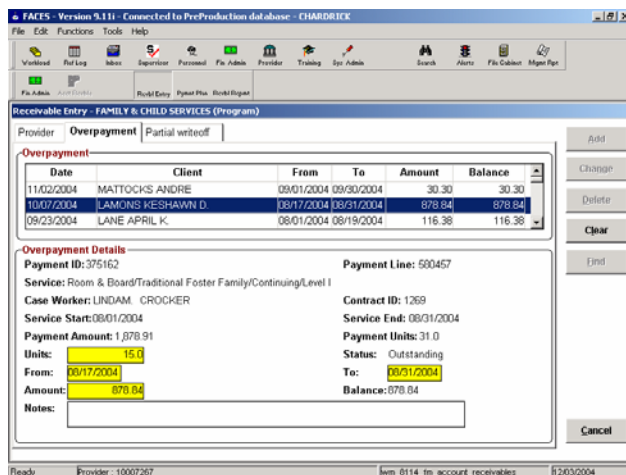 FACES - Version 9.11i - Connected to PreProduction database - CHARDRICK
File Edit Functions Tools Help
Workload Ref Log Inbox Supervisor Personnel Fin Admin Provider Training Sys Admin Search Alerts File Cabinet Mgmt Rpt
Fin Admin Rcvbl Entry Pymnt Plan Rcvbl Report
Receivable Entry - FAMILY & CHILD SERVICES (Program)
Provider Overpayment Partial writeoff
Add
Overpayment
Date Client From To Amount Balance
Change
11/02/2004 MATTOCKS ANDRE 09/01/2004 09/30/2004 30.30 30.30
10/07/2004 LAMONS KESHAWN D. 08/17/2004 08/31/2004 878.84 878.84
Delete
09/23/2004 LANE APRIL K. 08/01/2004 08/19/2004 116.38 116.38
Clear
Overpayment Details
Payment ID: 375162 Payment Line: 580457
Find
Service: Room & Board/Traditional Foster Family/Continuing/Level I
Case Worker: LINDAM. CROCKER Contract ID: 1269
Service Start: 08/01/2004 Service End: 08/31/2004
Payment Amount: 1,878.91 Payment Units: 31.0
Units: 15.0 Status: Outstanding
From: 08/17/2004 To: 08/31/2004
Amount: 878.84 Balance: 878.84
Notes:
Cancel
Ready Provider : 10007267 fwm_8114_tm_account_receivables 12/03/2004